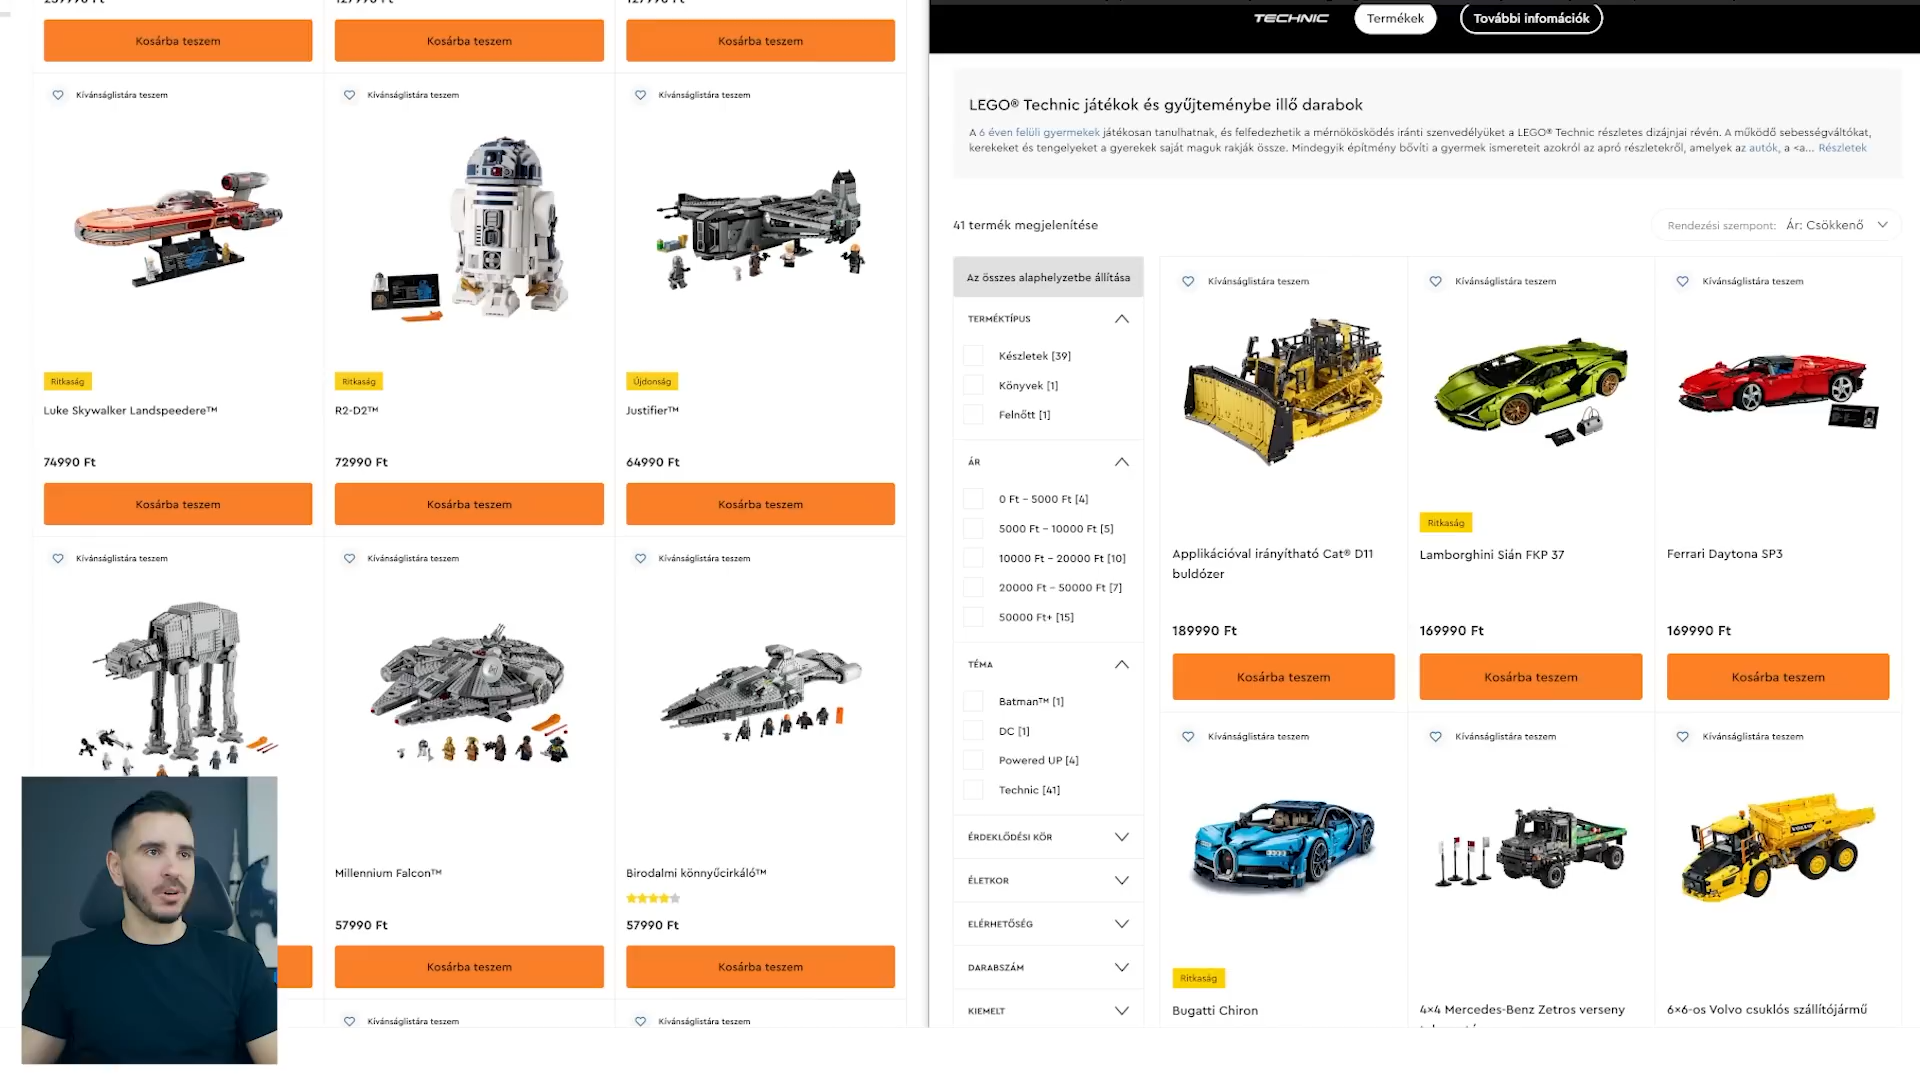 Kosárba teszem
Kosárba teszem
Kosárba teszem
Kívánságlistára teszem
Kívánságlistára teszem
Kívánságlistára teszem
Ritkaság
Ritkaság
Újdonság
Luke Skywalker Landspeedere™
R2-D2™
Justifier™
74990 Ft
72990 Ft
64990 Ft
Kosárba teszem
Kosárba teszem
Kosárba teszem
Kívánságlistára teszem
Kívánságlistára teszem
Kívánságlistára teszem
Millennium Falcon™
Birodalmi könnyűcirkáló™
57990 Ft
57990 Ft
Kosárba teszem
Kosárba teszem
Kívánságlistára teszem
Kívánságlistára teszem
TECHNIC
Termékek
További infomációk
LEGO® Technic játékok és gyűjteménybe illő darabok
A 6 éven felüli gyermekek játékosan tanulhatnak, és felfedezhetik a mérnökösködés iránti szenvedélyüket a LEGO® Technic részletes dizájnjai révén. A működő sebességváltókat,
kerekeket és tengelyeket a gyerekek saját maguk rakják össze. Mindegyik építmény bővíti a gyermek ismereteit azokról az apró részletekről, amelyek az autók, a <a... Részletek
41 termék megjelenítése
Rendezési szempont: Ár: Csökkenő
Az összes alaphelyzetbe állítása
TERMÉKTÍPUS
Készletek [39]
Könyvek [1]
Felnőtt [1]
ÁR
0 Ft – 5000 Ft [4]
5000 Ft – 10000 Ft [5]
10000 Ft – 20000 Ft [10]
20000 Ft – 50000 Ft [7]
50000 Ft+ [15]
TÉMA
Batman™ [1]
DC [1]
Powered UP [4]
Technic [41]
ÉRDEKLŐDÉSI KÖR
ÉLETKOR
ELÉRHETŐSÉG
DARABSZÁM
KIEMELT
Kívánságlistára teszem
Kívánságlistára teszem
Kívánságlistára teszem
Ritkaság
Applikációval irányítható Cat® D11
buldózer
Lamborghini Sián FKP 37
Ferrari Daytona SP3
189990 Ft
169990 Ft
169990 Ft
Kosárba teszem
Kosárba teszem
Kosárba teszem
Kívánságlistára teszem
Kívánságlistára teszem
Kívánságlistára teszem
Ritkaság
Bugatti Chiron
4×4 Mercedes-Benz Zetros verseny
6×6-os Volvo csuklós szállítójármű